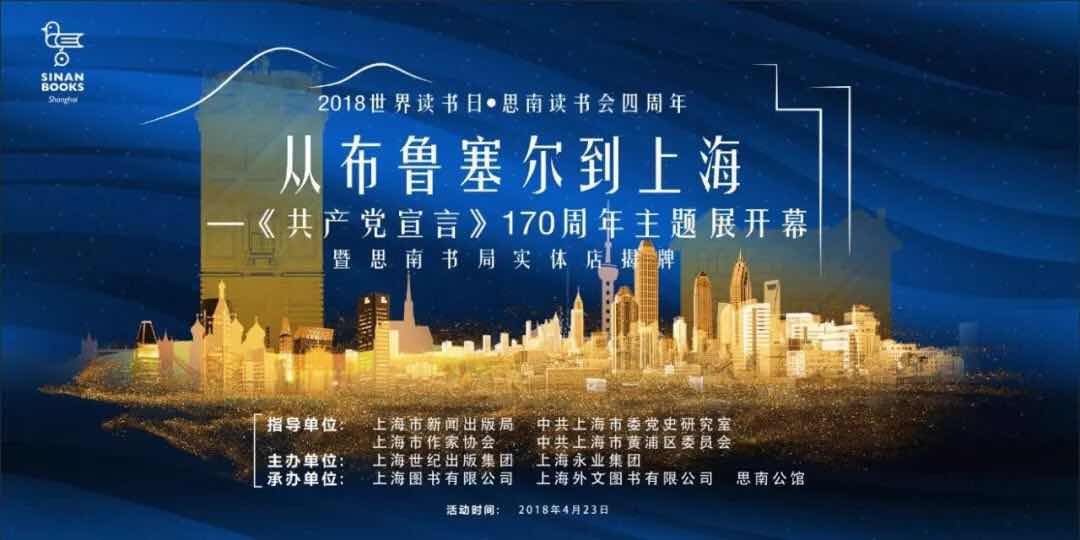 SINAN
BOOKS
Shanghai
2018世界读书日•思南读书会四周年
从布鲁塞尔到上海
—《共产党宣言》170周年主题展开幕
暨思南书局实体店揭牌
指导单位: 上海市新闻出版局 中共上海市委党史研究室
上海市作家协会 中共上海市黄浦区委员会
主办单位: 上海世纪出版集团 上海永业集团
承办单位: 上海图书有限公司 上海外文图书有限公司 思南公馆
活动时间: 2018年4月23日